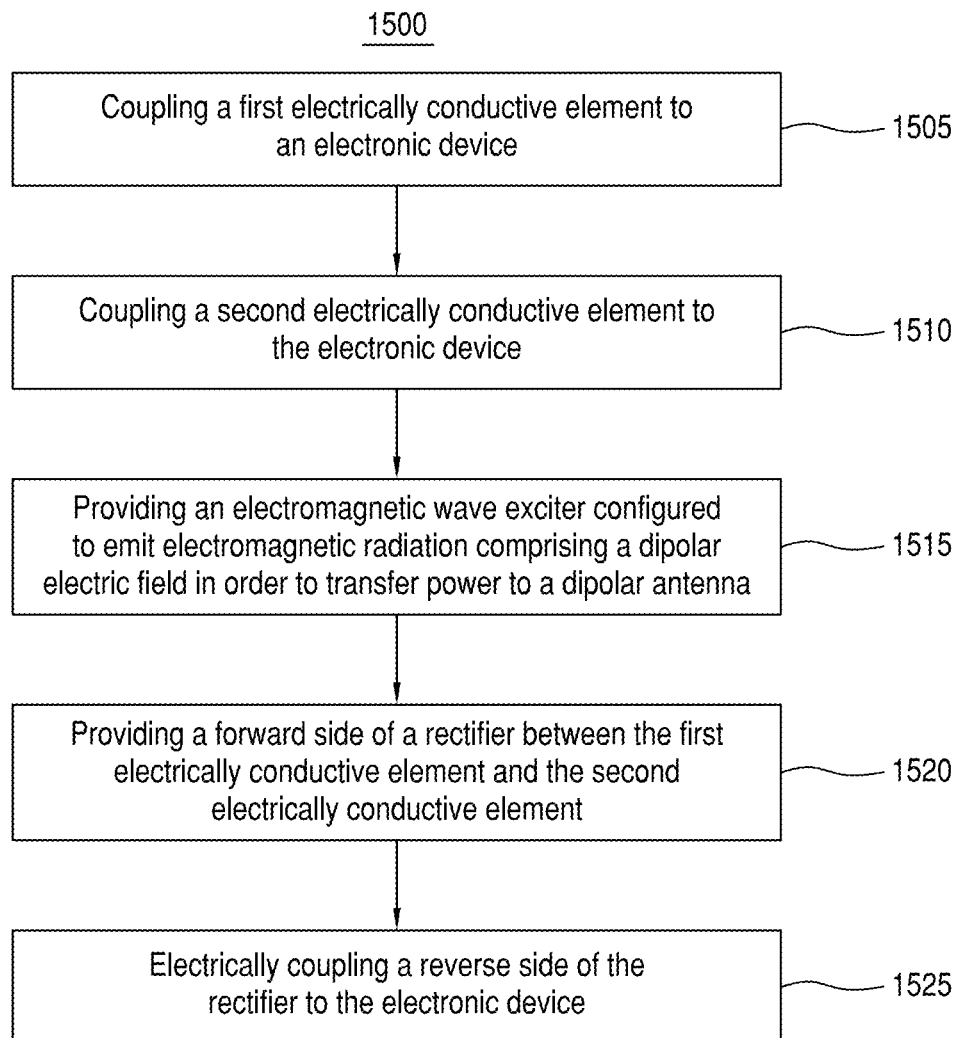 1500
Coupling a first electrically conductive element to
an electronic device
1505
Coupling a second electrically conductive element to
the electronic device
1510
Providing an electromagnetic wave exciter configured
to emit electromagnetic radiation comprising a dipolar
electric field in order to transfer power to a dipolar antenna
1515
Providing a forward side of a rectifier between the first
electrically conductive element and the second
electrically conductive element
1520
Electrically coupling a reverse side of the
rectifier to the electronic device
1525